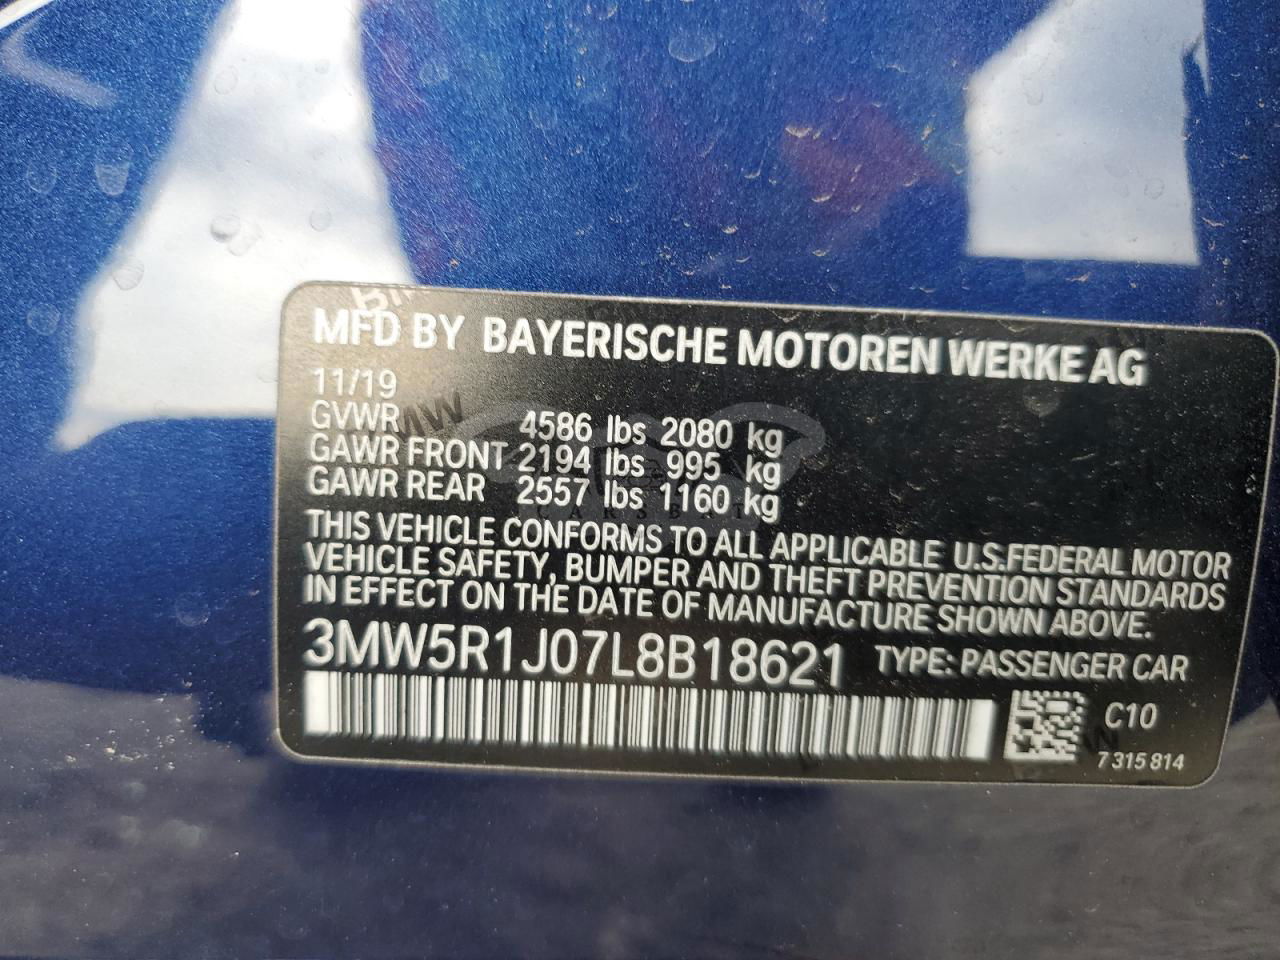 MFD BY BAYERISCHE MOTOREN WERKE AG
11/19
GVWR 4586 lbs 2080 kg
GAWR FRONT 2194 lbs 995 kg
GAWR REAR 2557 lbs 1160 kg
THIS VEHICLE CONFORMS TO ALL APPLICABLE U.S.FEDERAL MOTOR
VEHICLE SAFETY, BUMPER AND THEFT PREVENTION STANDARDS
IN EFFECT ON THE DATE OF MANUFACTURE SHOWN ABOVE.
3MW5R1J07L8B18621 TYPE: PASSENGER CAR
C10
7 315 814